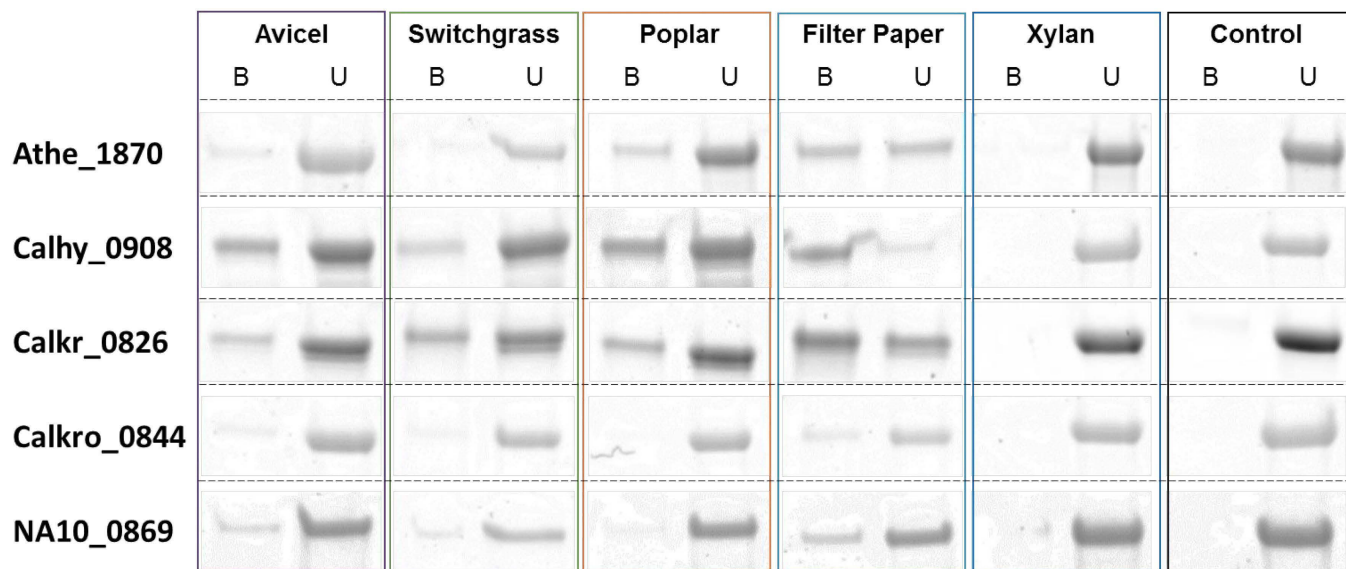 Avicel Switchgrass Poplar Filter Paper Xylan Control
B U B U B U B U B U B U
Athe_1870
Calhy_0908
Calkr_0826
Calkro_0844
NA10_0869